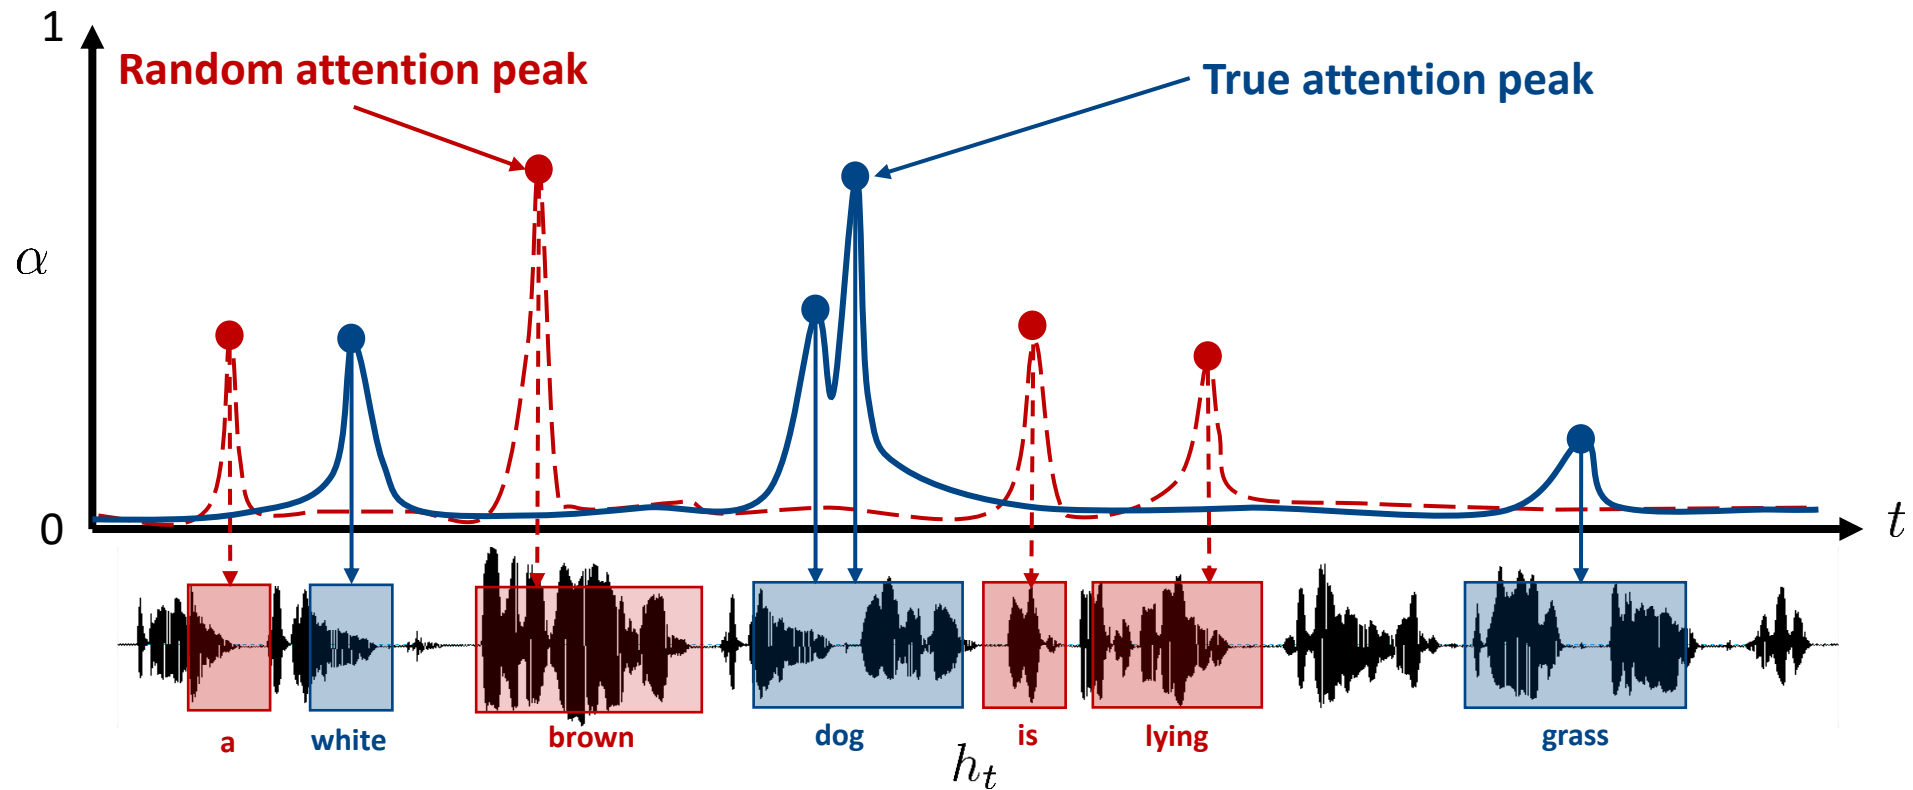 1
Random attention peak
True attention peak
α
0
t
a
white
brown
dog
is
lying
grass
h_t